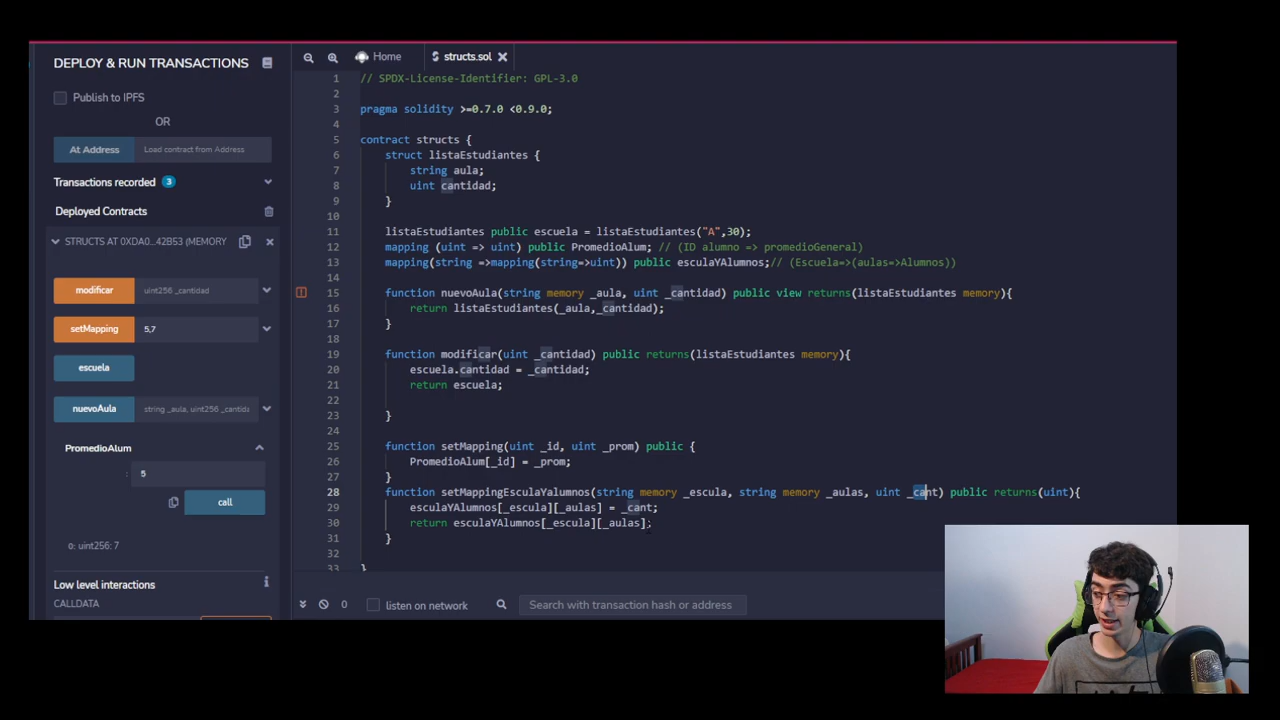 DEPLOY & RUN TRANSACTIONS
Publish to IPFS
OR
At Address
Load contract from Address
Transactions recorded 3
Deployed Contracts
STRUCTS AT 0XDA0...42B53 (MEMORY
modificar
uint256 _cantidad
setMapping
5,7
escuela
nuevoAula
string _aula, uint256 _cantida
PromedioAlum
: 5
call
0: uint256: 7
Low level interactions
CALLDATA
Home
structs.sol
1 // SPDX-License-Identifier: GPL-3.0
2
3 pragma solidity >=0.7.0 <0.9.0;
4
5 contract structs {
6 struct listaEstudiantes {
7 string aula;
8 uint cantidad;
9 }
10
11 listaEstudiantes public escuela = listaEstudiantes("A",30);
12 mapping (uint => uint) public PromedioAlum; // (ID alumno => promedioGeneral)
13 mapping(string =>mapping(string=>uint)) public esculaYAlumnos;// (Escuela=>(aulas=>Alumnos))
14
15 function nuevoAula(string memory _aula, uint _cantidad) public view returns(listaEstudiantes memory){
16 return listaEstudiantes(_aula,_cantidad);
17 }
18
19 function modificar(uint _cantidad) public returns(listaEstudiantes memory){
20 escuela.cantidad = _cantidad;
21 return escuela;
22
23 }
24
25 function setMapping(uint _id, uint _prom) public {
26 PromedioAlum[_id] = _prom;
27 }
28 function setMappingEsculaYalumnos(string memory _escula, string memory _aulas, uint _cant) public returns(uint){
29 esculaYAlumnos[_escula][_aulas] = _cant;
30 return esculaYAlumnos[_escula][_aulas];
31 }
32
33 }
0
listen on network
Search with transaction hash or address